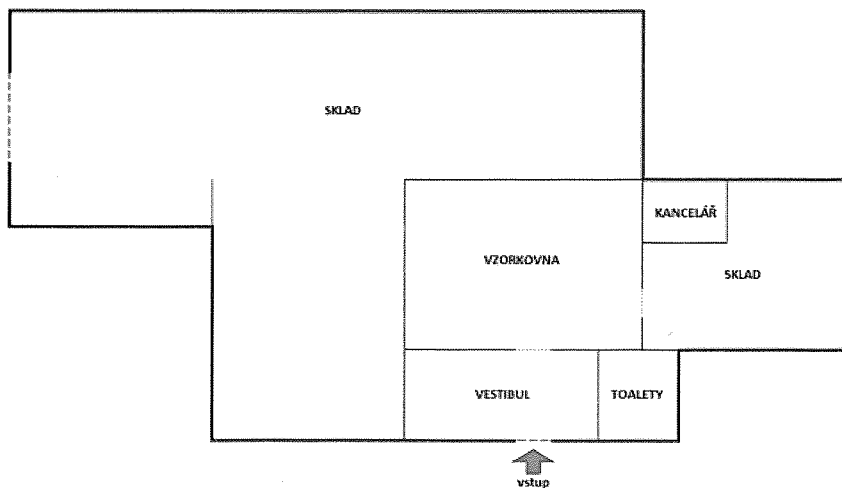 SKLAD
KANCELÁŘ
VZORKOVNA
SKLAD
VESTIBUL
TOALETY
vstup